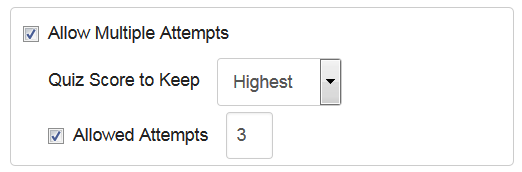 Allow Multiple Attempts
Quiz Score to Keep Highest
Allowed Attempts 3